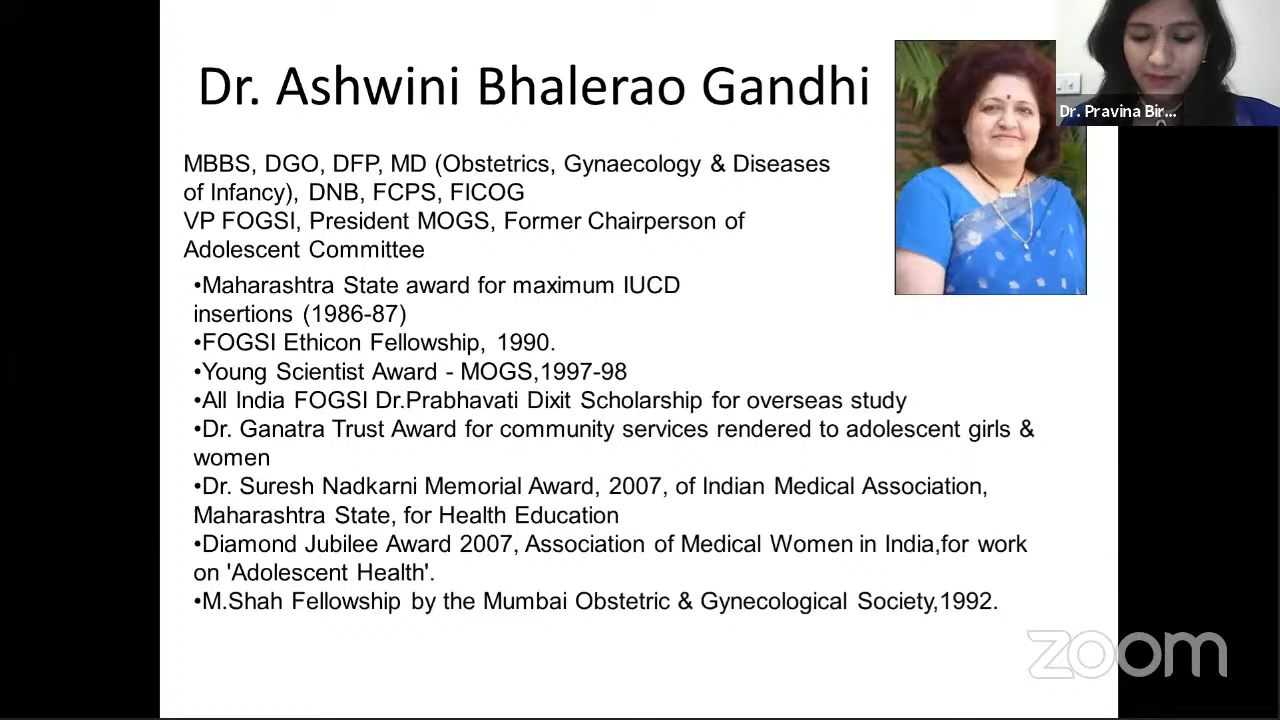 Dr. Ashwini Bhalerao Gandhi
Dr. Pravina Bir...
MBBS, DGO, DFP, MD (Obstetrics, Gynaecology & Diseases
of Infancy), DNB, FCPS, FICOG
VP FOGSI, President MOGS, Former Chairperson of
Adolescent Committee
•Maharashtra State award for maximum IUCD
insertions (1986-87)
•FOGSI Ethicon Fellowship, 1990.
•Young Scientist Award - MOGS,1997-98
•All India FOGSI Dr.Prabhavati Dixit Scholarship for overseas study
•Dr. Ganatra Trust Award for community services rendered to adolescent girls &
women
•Dr. Suresh Nadkarni Memorial Award, 2007, of Indian Medical Association,
Maharashtra State, for Health Education
•Diamond Jubilee Award 2007, Association of Medical Women in India,for work
on 'Adolescent Health'.
•M.Shah Fellowship by the Mumbai Obstetric & Gynecological Society,1992.
zoom